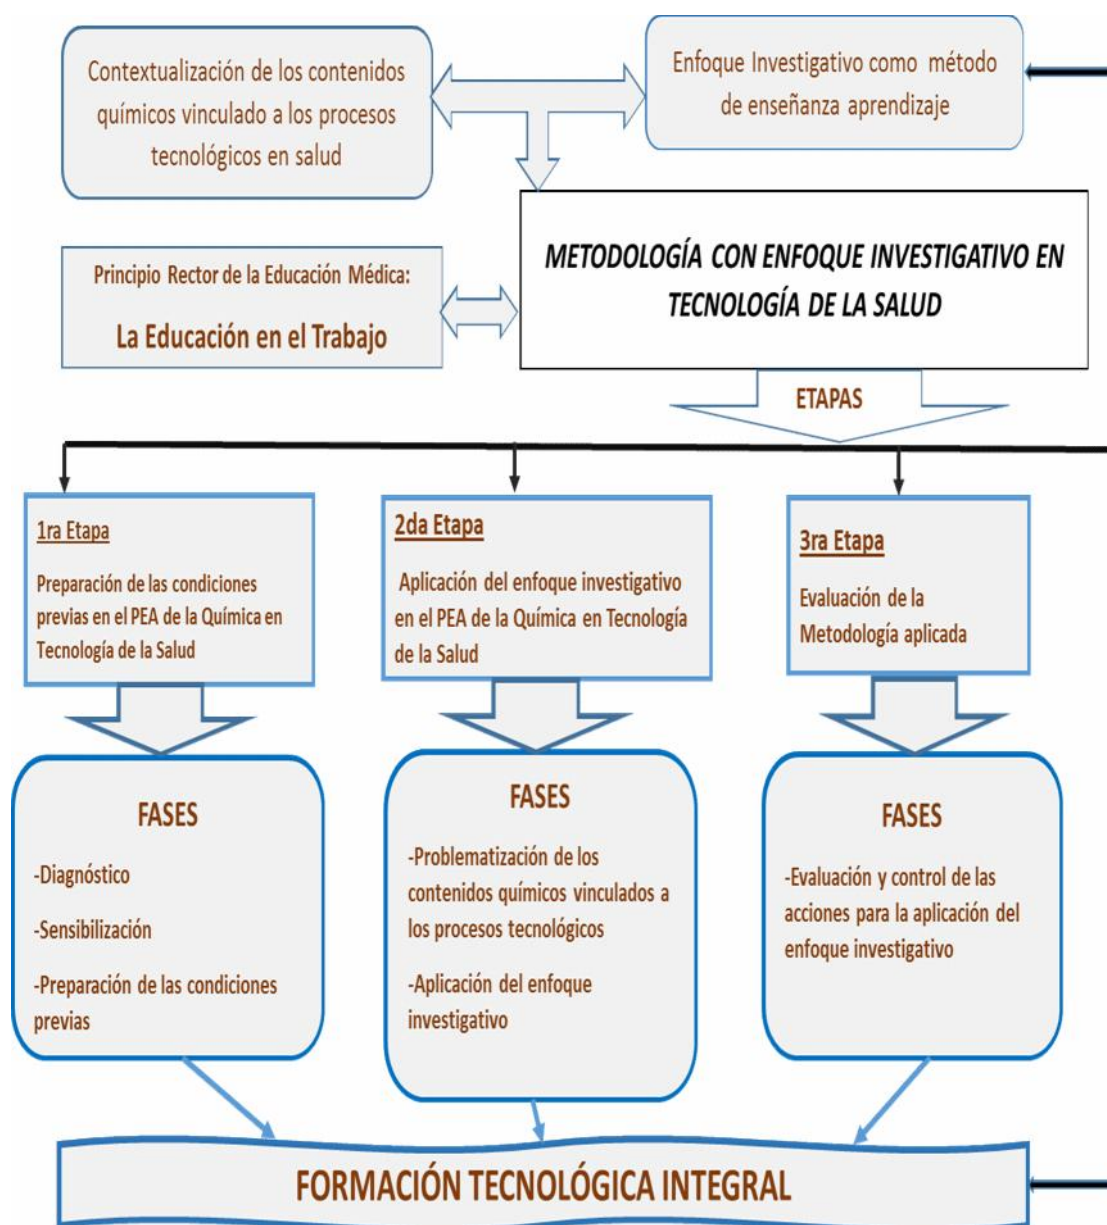 Contextualización de los contenidos
químicos vinculado a los procesos
tecnológicos en salud
Enfoque Investigativo como método
de enseñanza aprendizaje
Principio Rector de la Educación Médica:
La Educación en el Trabajo
METODOLOGÍA CON ENFOQUE INVESTIGATIVO EN
TECNOLOGÍA DE LA SALUD
ETAPAS
1ra Etapa
Preparación de las condiciones
previas en el PEA de la Química en
Tecnología de la Salud
2da Etapa
Aplicación del enfoque investigativo
en el PEA de la Química en Tecnología
de la Salud
3ra Etapa
Evaluación de la
Metodología aplicada
FASES
-Diagnóstico
-Sensibilización
-Preparación de las condiciones
previas
FASES
-Problematización de los
contenidos químicos vinculados a
los procesos tecnológicos
-Aplicación del enfoque
investigativo
FASES
-Evaluación y control de las
acciones para la aplicación del
enfoque investigativo
FORMACIÓN TECNOLÓGICA INTEGRAL